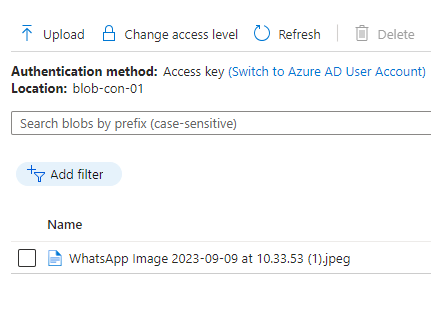 Upload Change access level Refresh Delete
Authentication method: Access key (Switch to Azure AD User Account)
Location: blob-con-01
Search blobs by prefix (case-sensitive)
Add filter
Name
WhatsApp Image 2023-09-09 at 10.33.53 (1).jpeg